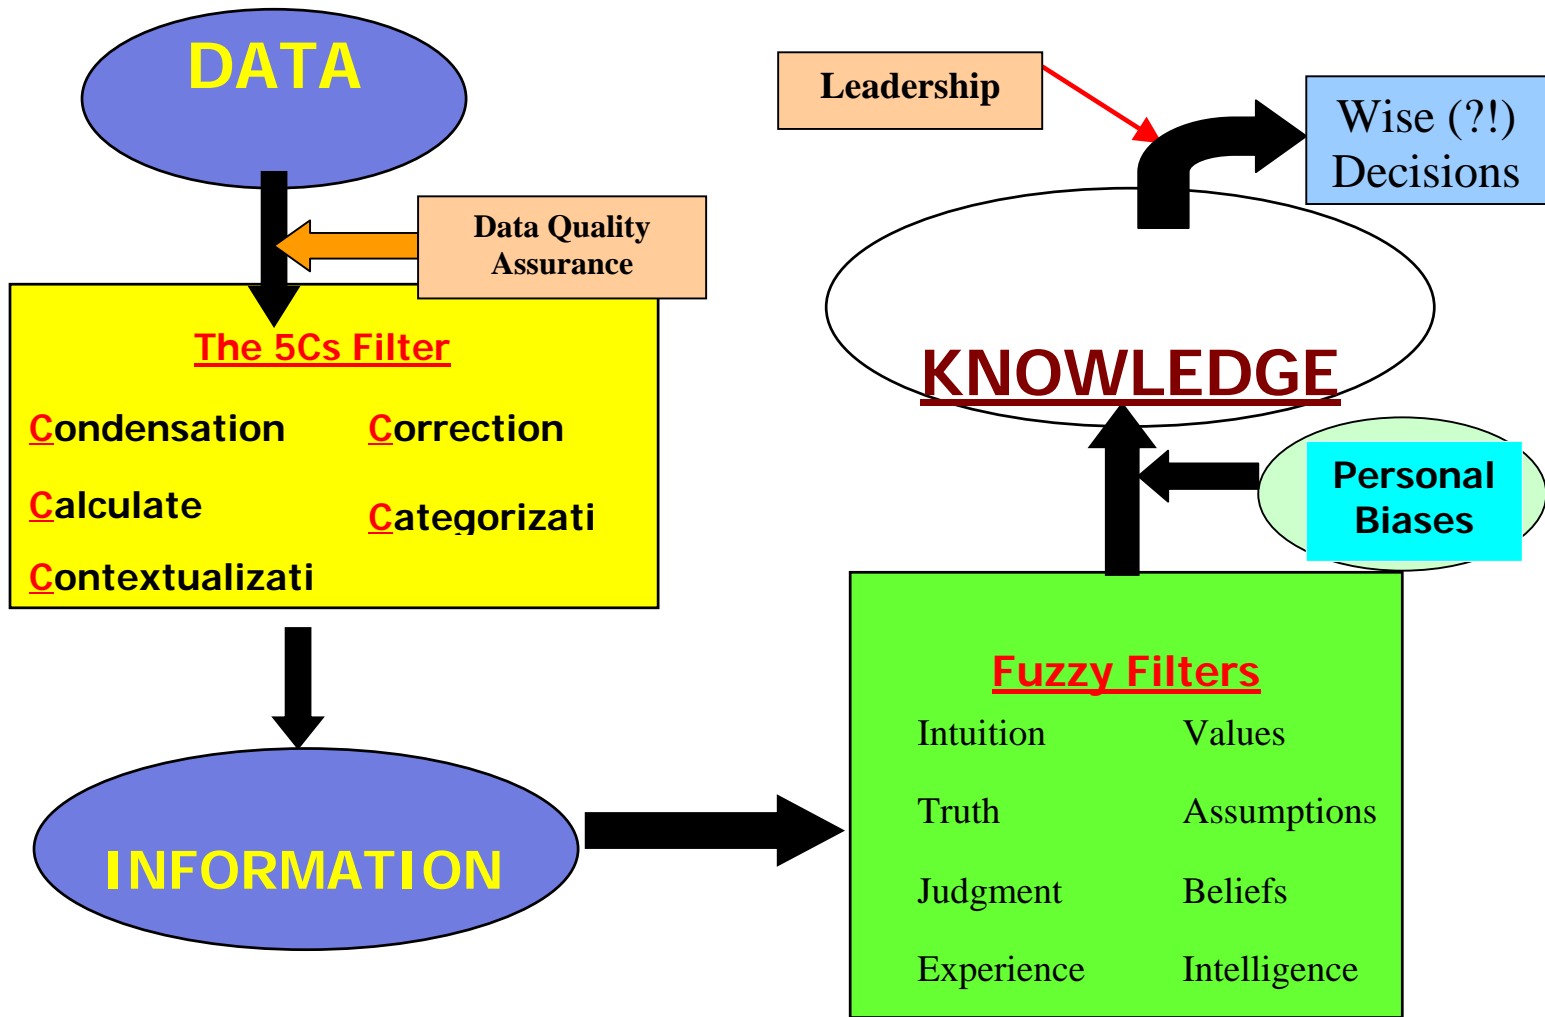 DATA
Data Quality
Assurance
The 5Cs Filter
Condensation
Correction
Calculate
Categorizati
Contextualizati
INFORMATION
Fuzzy Filters
Intuition
Values
Truth
Assumptions
Judgment
Beliefs
Experience
Intelligence
Personal
Biases
KNOWLEDGE
Leadership
Wise (?!)
Decisions